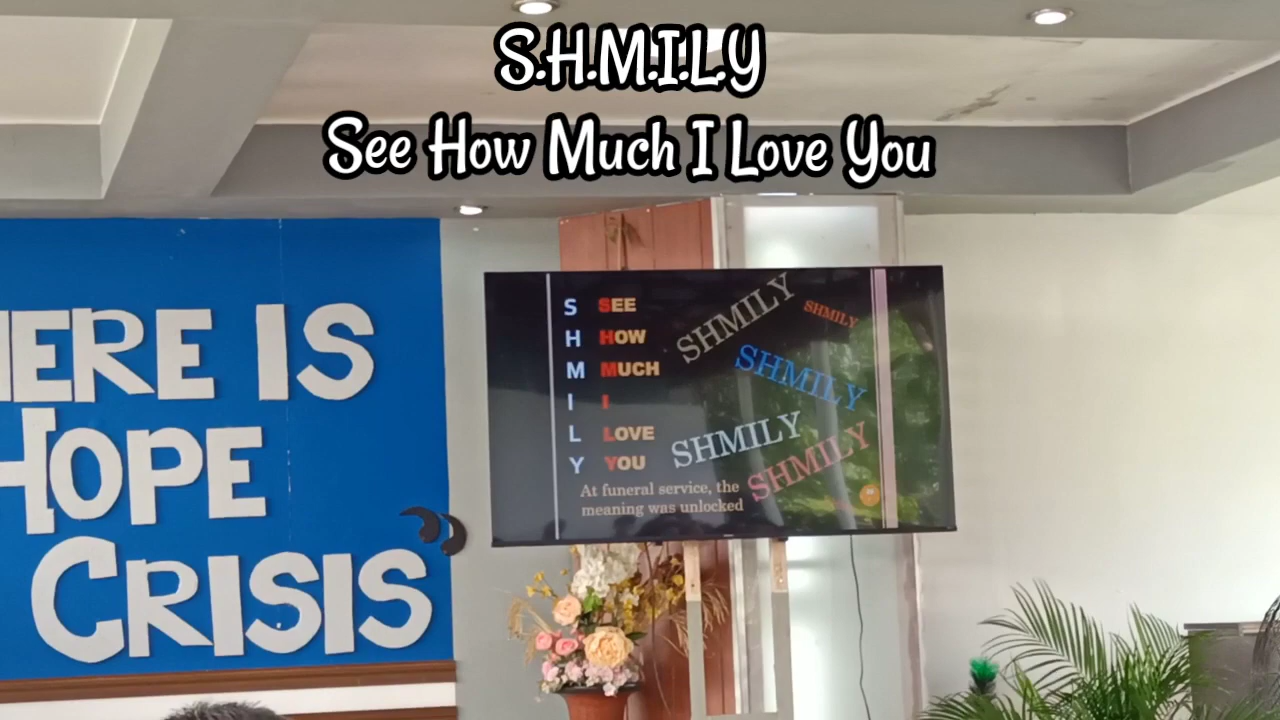 S.H.M.I.L.Y
See How Much I Love You
HERE IS
HOPE
CRISIS”
S SEE
H HOW
M MUCH
I I
L LOVE
Y YOU
SHMILY
SHMILY
SHMILY
SHMILY
SHMILY
At funeral service, the
meaning was unlocked